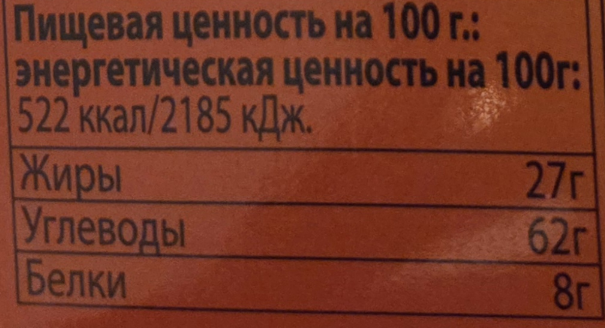 Пищевая ценность на 100 г.:
энергетическая ценность на 100г:
522 ккал/2185 кДж.
Жиры 27г
Углеводы 62г
Белки 8г